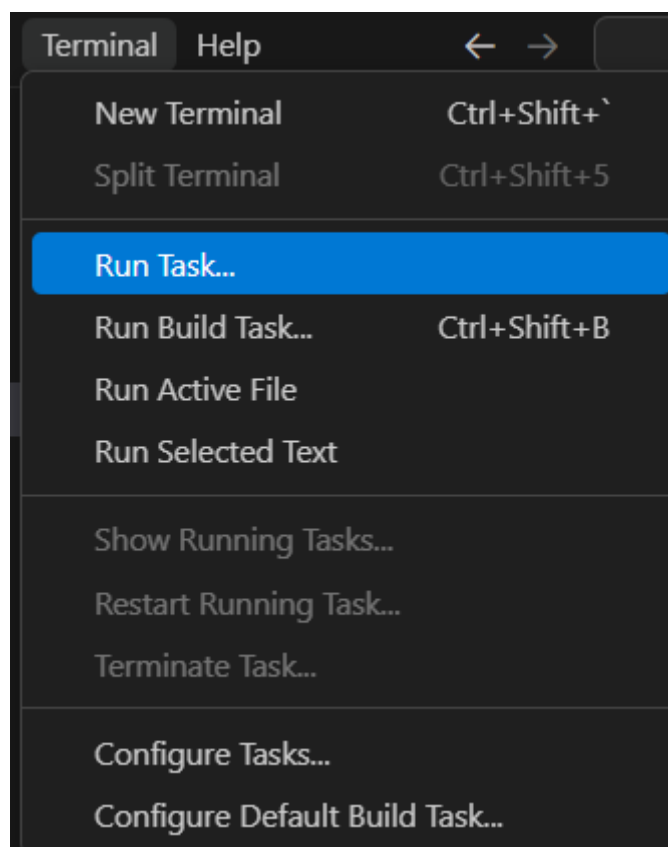 Terminal Help ← →
New Terminal Ctrl+Shift+`
Split Terminal Ctrl+Shift+5
Run Task...
Run Build Task... Ctrl+Shift+B
Run Active File
Run Selected Text
Show Running Tasks...
Restart Running Task...
Terminate Task...
Configure Tasks...
Configure Default Build Task...